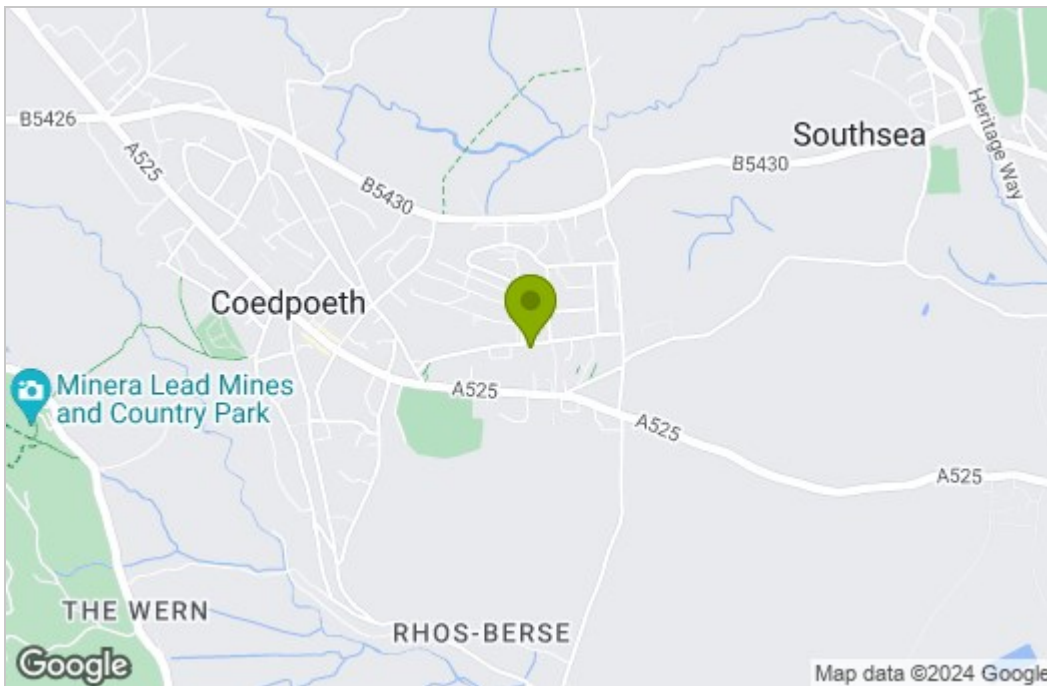 B5426
A525
B5430
Southsea
Heritage Way
B5430
Coedpoeth
A525
Minera Lead Mines
and Country Park
A525
A525
THE WERN
RHOS-BERSE
Google
Map data ©2024 Google